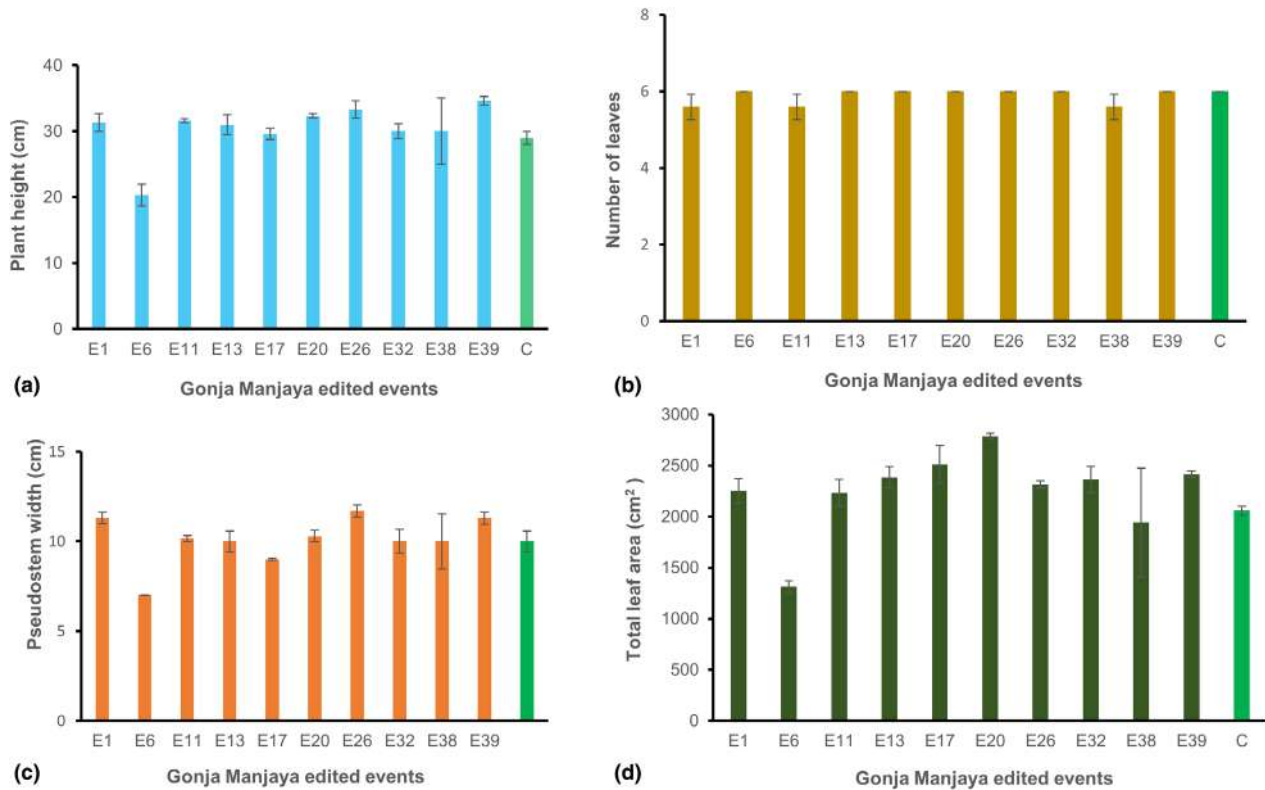 Plant height (cm)
40
30
20
10
0
E1 E6 E11 E13 E17 E20 E26 E32 E38 E39 C
(a) Gonja Manjaya edited events
Number of leaves
8
6
4
2
0
E1 E6 E11 E13 E17 E20 E26 E32 E38 E39 C
(b) Gonja Manjaya edited events
Pseudostem width (cm)
15
10
5
0
E1 E6 E11 E13 E17 E20 E26 E32 E38 E39
(c) Gonja Manjaya edited events
Total leaf area (cm²)
3000
2500
2000
1500
1000
500
0
E1 E6 E11 E13 E17 E20 E26 E32 E38 E39 C
(d) Gonja Manjaya edited events